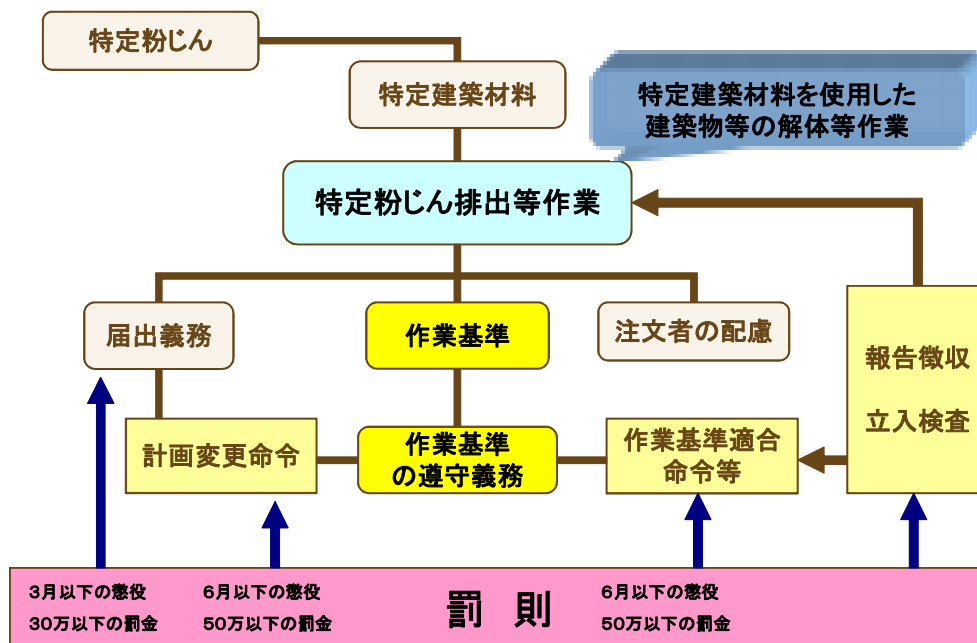 特定粉じん
特定建築材料
特定建築材料を使用した
建築物等の解体等作業
特定粉じん排出等作業
届出義務
作業基準
注文者の配慮
報告徴収
立入検査
計画変更命令
作業基準
の遵守義務
作業基準適合
命令等
3月以下の懲役
30万以下の罰金
6月以下の懲役
50万以下の罰金
罰 則
6月以下の懲役
50万以下の罰金